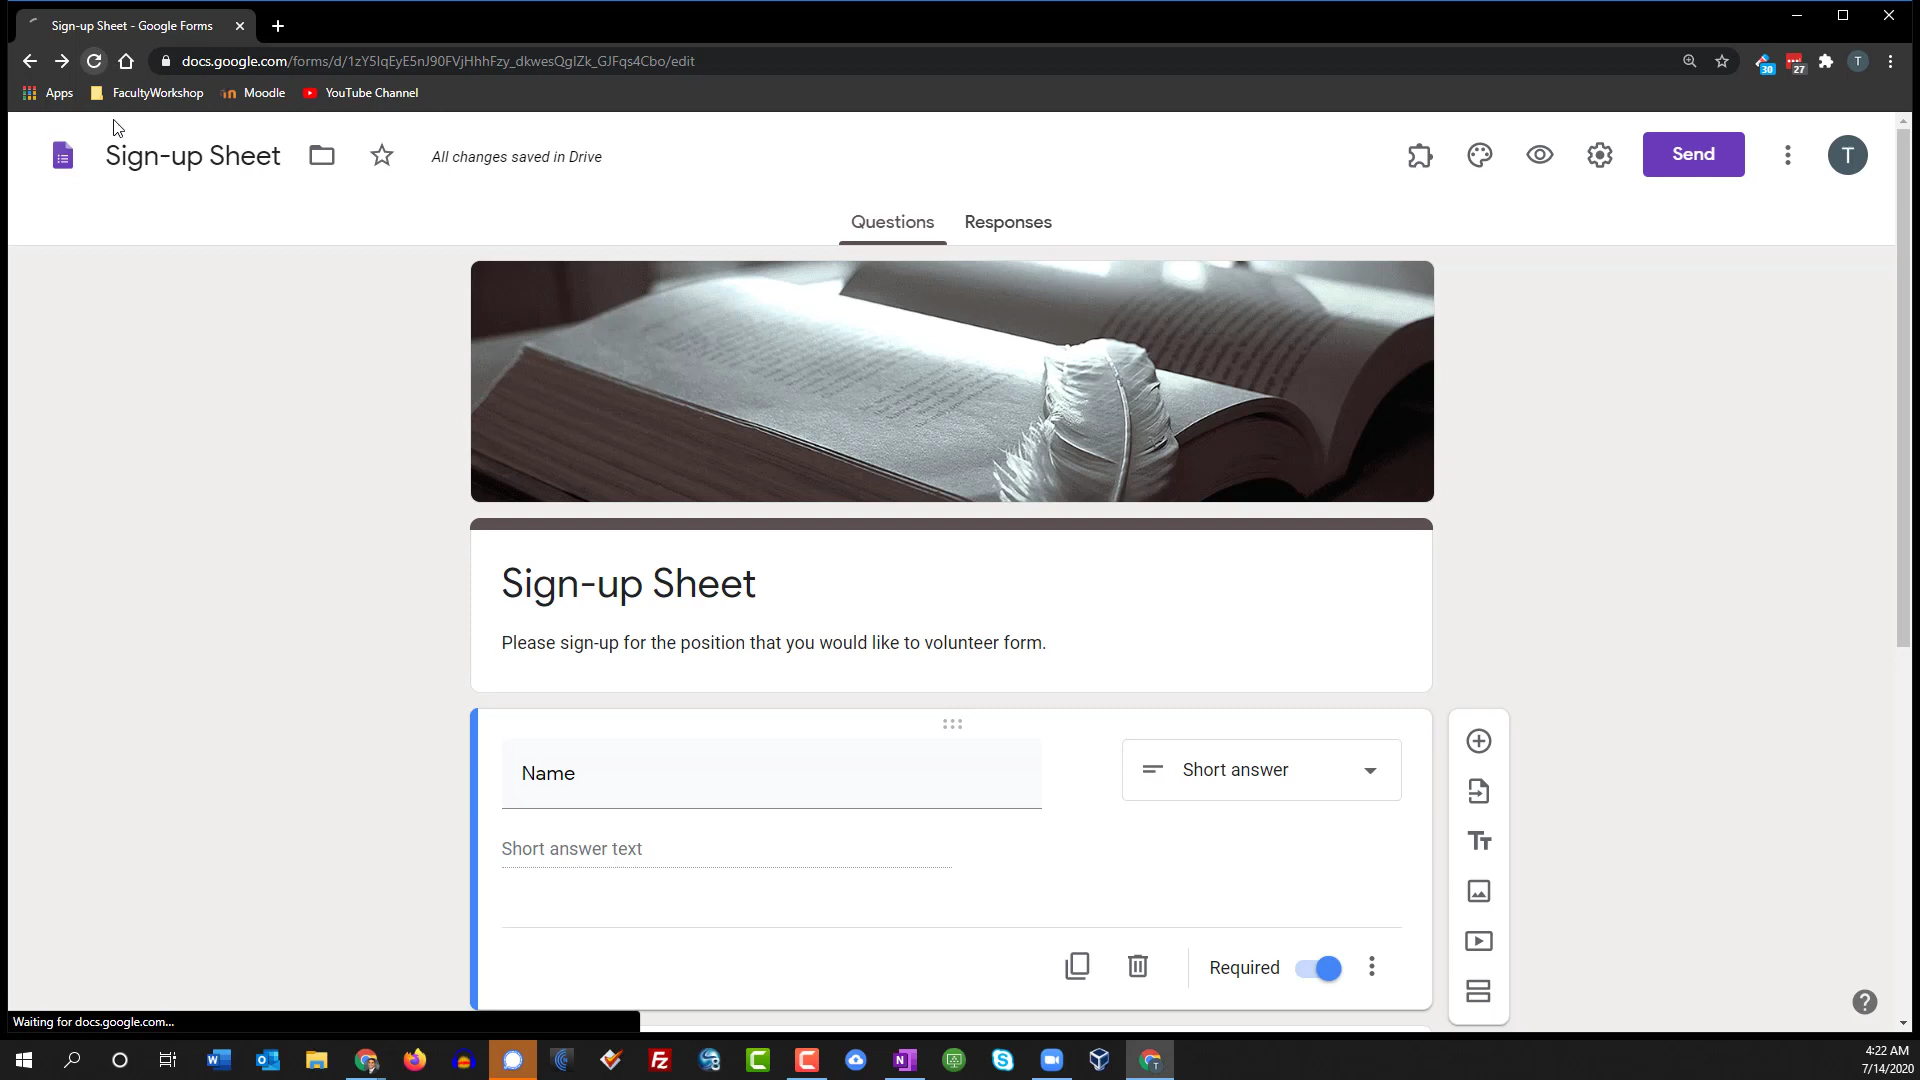 Sign-up Sheet - Google Forms
docs.google.com/forms/d/1zY5IqEyE5nJ90FVjHhhFzy_dkwesQgIZk_GJFqs4Cbo/edit
30
27
T
Apps
FacultyWorkshop
Moodle
YouTube Channel
Sign-up Sheet
All changes saved in Drive
Send
T
Questions
Responses
Sign-up Sheet
Please sign-up for the position that you would like to volunteer form.
Name
Short answer
Short answer text
Required
Waiting for docs.google.com...
4:22 AM
7/14/2020